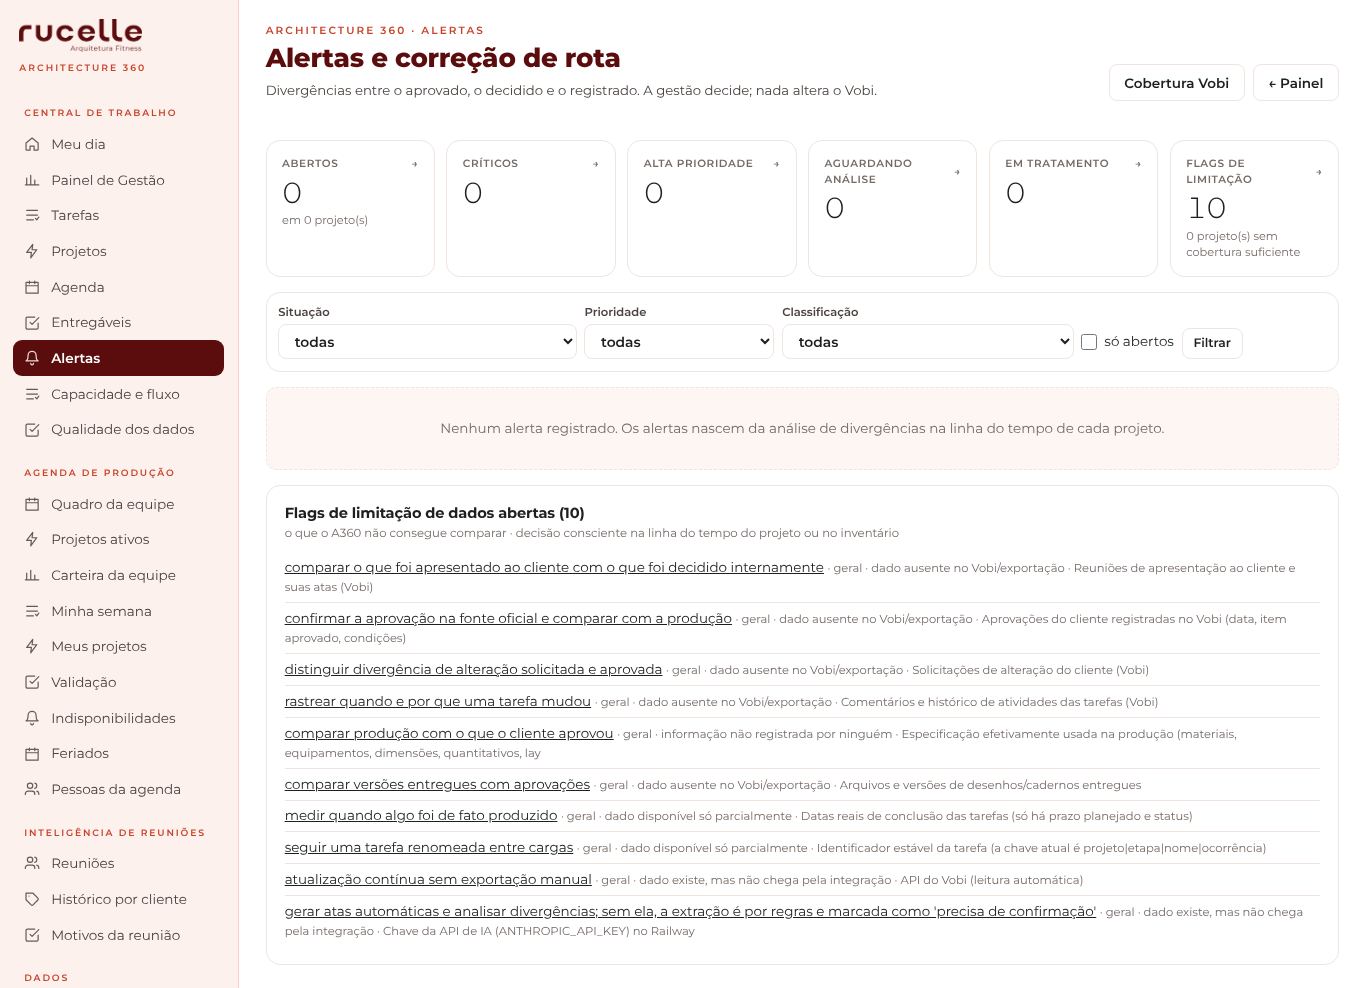 rucelle
Arquitetura Fitness
ARCHITECTURE 360
CENTRAL DE TRABALHO
Meu dia
Painel de Gestão
Tarefas
Projetos
Agenda
Entregáveis
Alertas
Capacidade e fluxo
Qualidade dos dados
AGENDA DE PRODUÇÃO
Quadro da equipe
Projetos ativos
Carteira da equipe
Minha semana
Meus projetos
Validação
Indisponibilidades
Feriados
Pessoas da agenda
INTELIGÊNCIA DE REUNIÕES
Reuniões
Histórico por cliente
Motivos da reunião
DADOS
ARCHITECTURE 360 · ALERTAS
Alertas e correção de rota
Divergências entre o aprovado, o decidido e o registrado. A gestão decide; nada altera o Vobi.
Cobertura Vobi
← Painel
ABERTOS →
0
em 0 projeto(s)
CRÍTICOS →
0
ALTA PRIORIDADE →
0
AGUARDANDO
ANÁLISE →
0
EM TRATAMENTO →
0
FLAGS DE
LIMITAÇÃO →
10
0 projeto(s) sem
cobertura suficiente
Situação
todas
Prioridade
todas
Classificação
todas
só abertos
Filtrar
Nenhum alerta registrado. Os alertas nascem da análise de divergências na linha do tempo de cada projeto.
Flags de limitação de dados abertas (10)
o que o A360 não consegue comparar · decisão consciente na linha do tempo do projeto ou no inventário
comparar o que foi apresentado ao cliente com o que foi decidido internamente · geral · dado ausente no Vobi/exportação · Reuniões de apresentação ao cliente e
suas atas (Vobi)
confirmar a aprovação na fonte oficial e comparar com a produção · geral · dado ausente no Vobi/exportação · Aprovações do cliente registradas no Vobi (data, item
aprovado, condições)
distinguir divergência de alteração solicitada e aprovada · geral · dado ausente no Vobi/exportação · Solicitações de alteração do cliente (Vobi)
rastrear quando e por que uma tarefa mudou · geral · dado ausente no Vobi/exportação · Comentários e histórico de atividades das tarefas (Vobi)
comparar produção com o que o cliente aprovou · geral · informação não registrada por ninguém · Especificação efetivamente usada na produção (materiais,
equipamentos, dimensões, quantitativos, lay
comparar versões entregues com aprovações · geral · dado ausente no Vobi/exportação · Arquivos e versões de desenhos/cadernos entregues
medir quando algo foi de fato produzido · geral · dado disponível só parcialmente · Datas reais de conclusão das tarefas (só há prazo planejado e status)
seguir uma tarefa renomeada entre cargas · geral · dado disponível só parcialmente · Identificador estável da tarefa (a chave atual é projeto|etapa|nome|ocorrência)
atualização contínua sem exportação manual · geral · dado existe, mas não chega pela integração · API do Vobi (leitura automática)
gerar atas automáticas e analisar divergências; sem ela, a extração é por regras e marcada como 'precisa de confirmação' · geral · dado existe, mas não chega
pela integração · Chave da API de IA (ANTHROPIC_API_KEY) no Railway